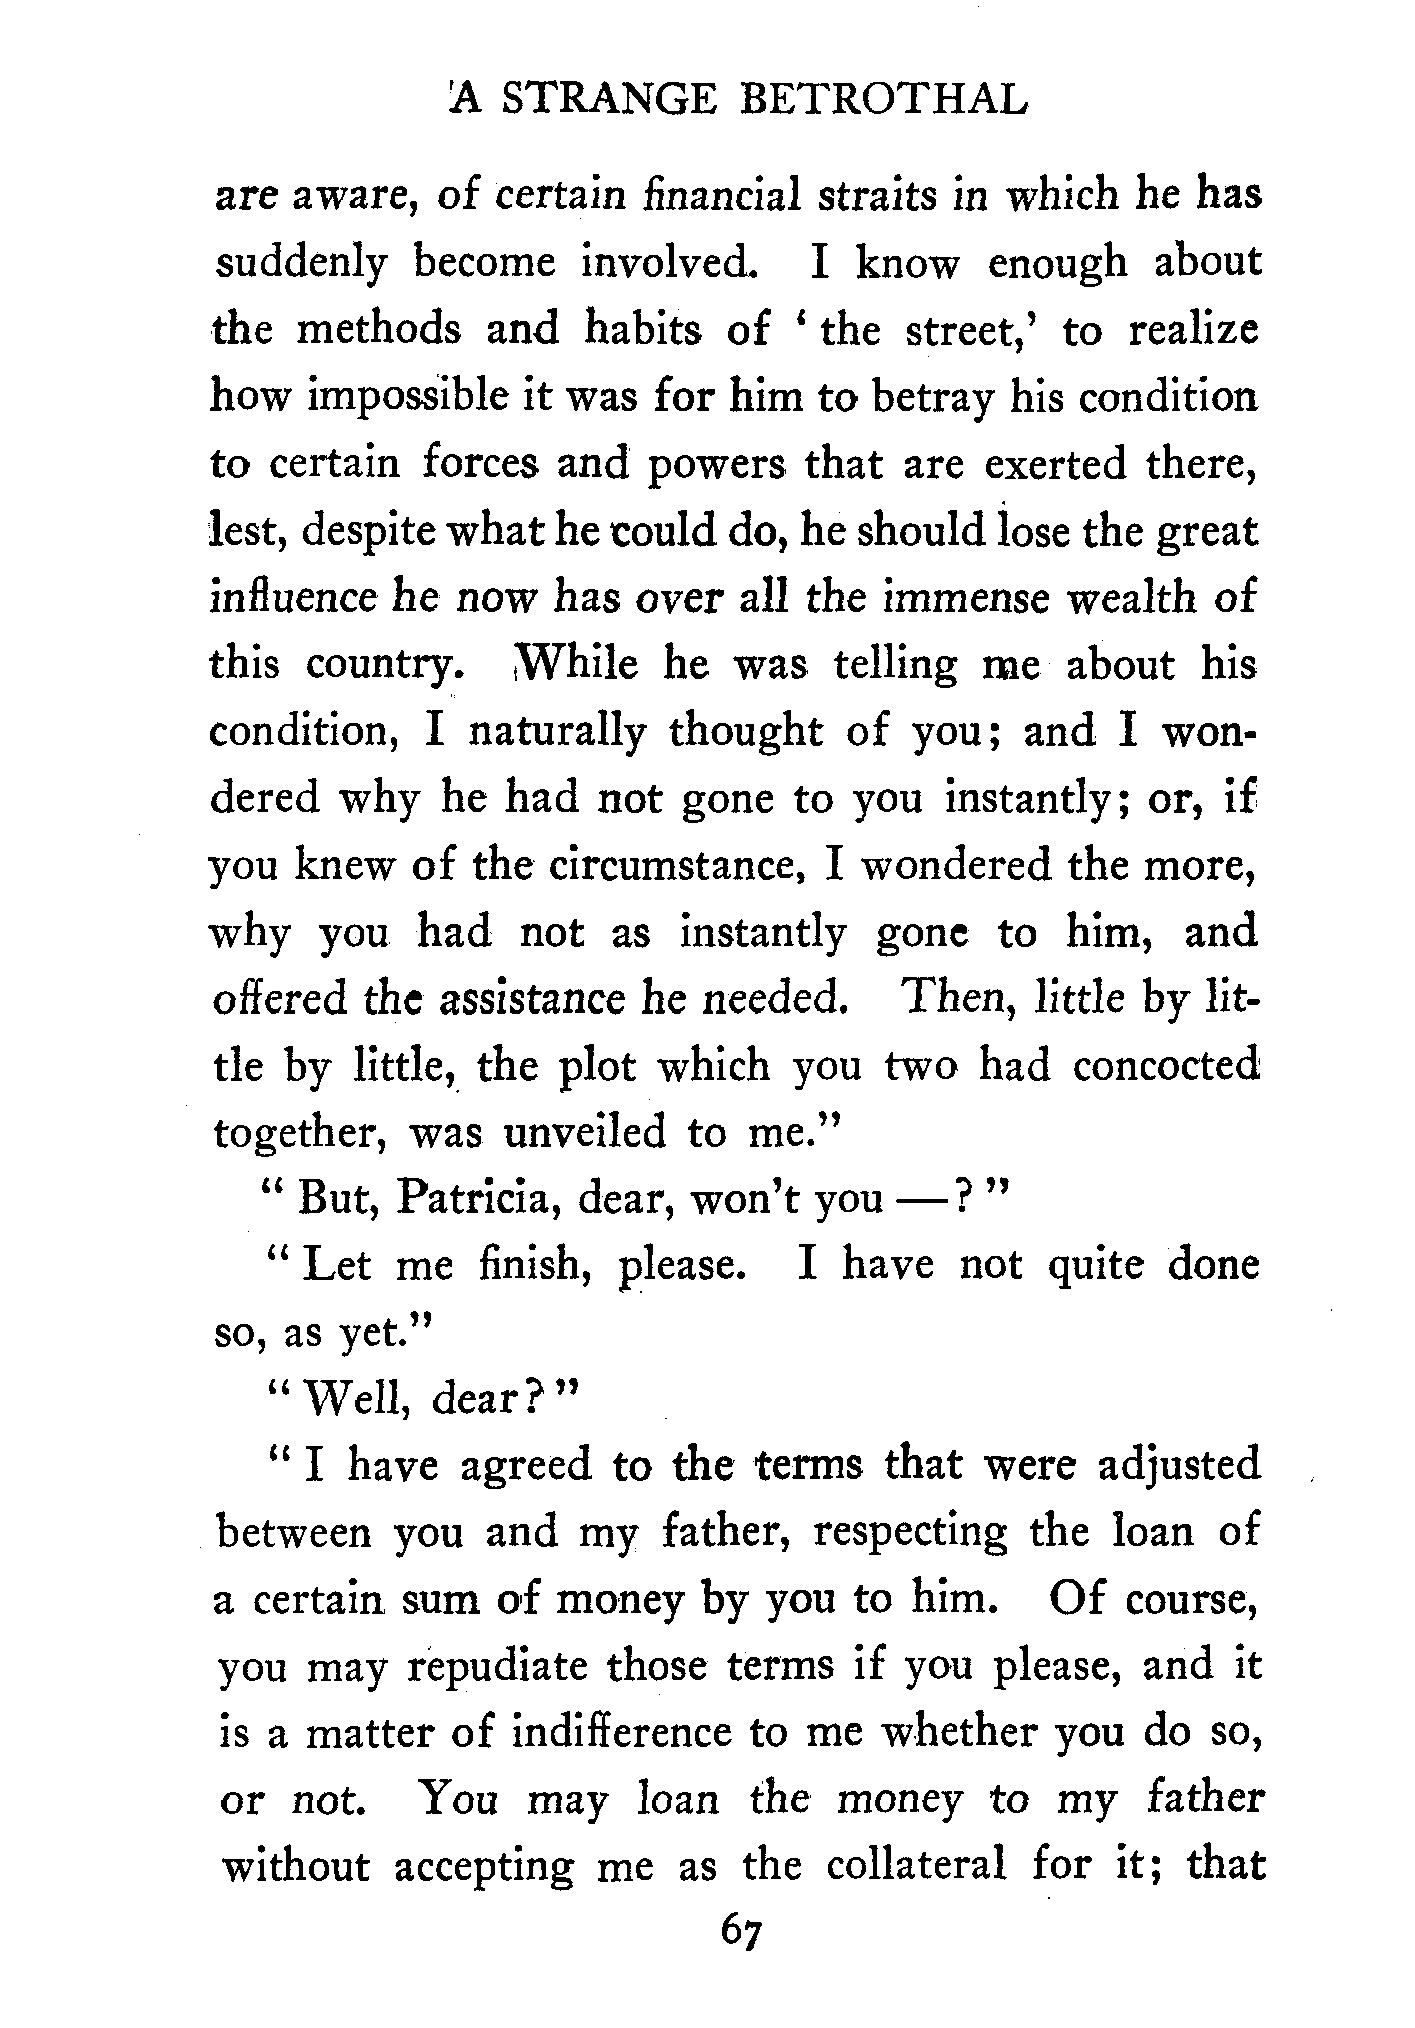 A STRANGE BETROTHAL
are aware, of certain financial straits in which he has
suddenly become involved. I know enough about
the methods and habits of ‘ the street,’ to realize
how impossible it was for him to betray his condition
to certain forces and powers that are exerted there,
lest, despite what he could do, he should lose the great
influence he now has over all the immense wealth of
this country. While he was telling me about his
condition, I naturally thought of you; and I won-
dered why he had not gone to you instantly; or, if
you knew of the circumstance, I wondered the more,
why you had not as instantly gone to him, and
offered the assistance he needed. Then, little by lit-
tle by little, the plot which you two had concocted
together, was unveiled to me.”
“ But, Patricia, dear, won’t you —? ”
“ Let me finish, please. I have not quite done
so, as yet.”
“ Well, dear? ”
“ I have agreed to the terms that were adjusted
between you and my father, respecting the loan of
a certain sum of money by you to him. Of course,
you may repudiate those terms if you please, and it
is a matter of indifference to me whether you do so,
or not. You may loan the money to my father
without accepting me as the collateral for it; that
67